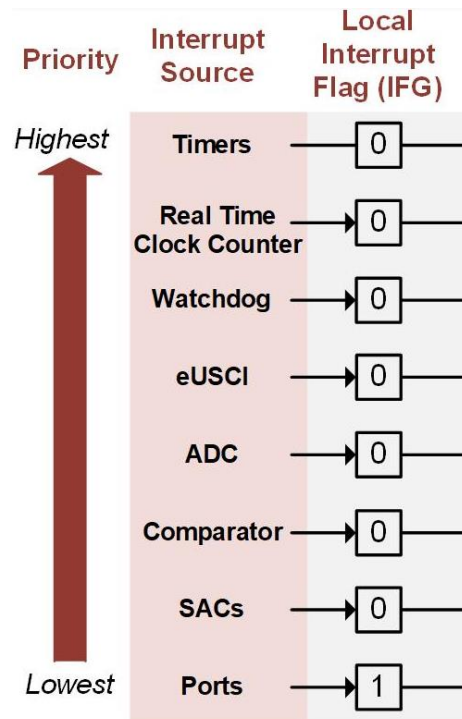 Priority
Interrupt
Source
Local
Interrupt
Flag (IFG)
Highest
Timers
0
Real Time
Clock Counter
0
Watchdog
0
eUSCI
0
ADC
0
Comparator
0
SACs
0
Lowest
Ports
1